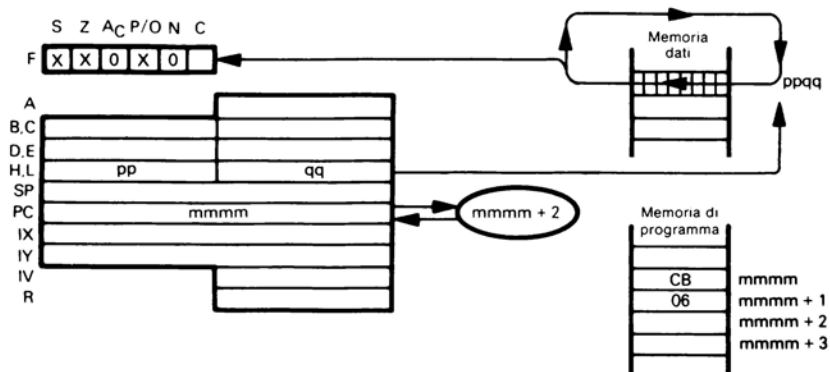 S Z AC P/O N C
F X X 0 X 0
Memoria
dati
ppqq
A
B,C
D,E
H,L pp qq
SP
PC mmmm mmmm + 2
IX
IY
IV
R
Memoria di
programma
CB mmmm
06 mmmm + 1
mmmm + 2
mmmm + 3